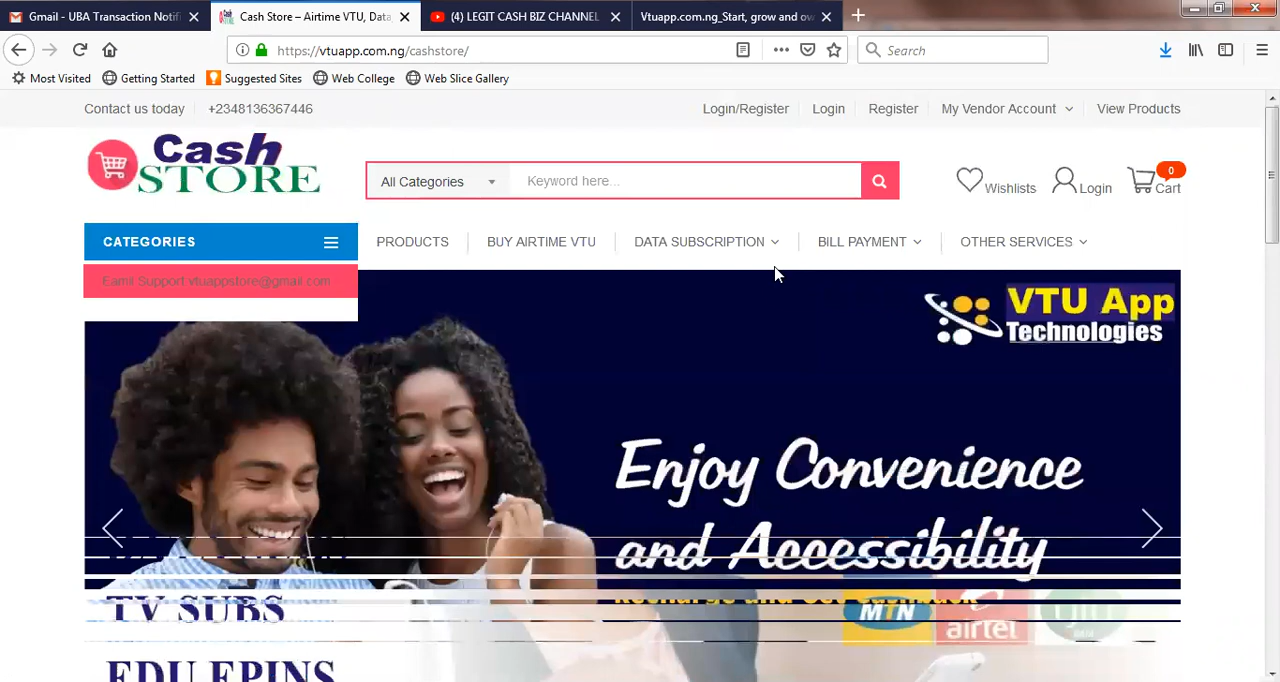 Gmail - UBA Transaction Notifi
Cash Store – Airtime VTU, Data,
(4) LEGIT CASH BIZ CHANNEL
Vtuapp.com.ng_Start, grow and ow
https://vtuapp.com.ng/cashstore/
Search
Most Visited
Getting Started
Suggested Sites
Web College
Web Slice Gallery
Contact us today
+2348136367446
Login/Register
Login
Register
My Vendor Account
View Products
Cash
STORE
All Categories
Keyword here...
Wishlists
Login
0
Cart
CATEGORIES
PRODUCTS
BUY AIRTIME VTU
DATA SUBSCRIPTION
BILL PAYMENT
OTHER SERVICES
Eamil Support vtuappstore@gmail.com
VTU App
Technologies
Enjoy Convenience
and Accessibility
TV SUBS
MTN
airtel
EDU EPINS